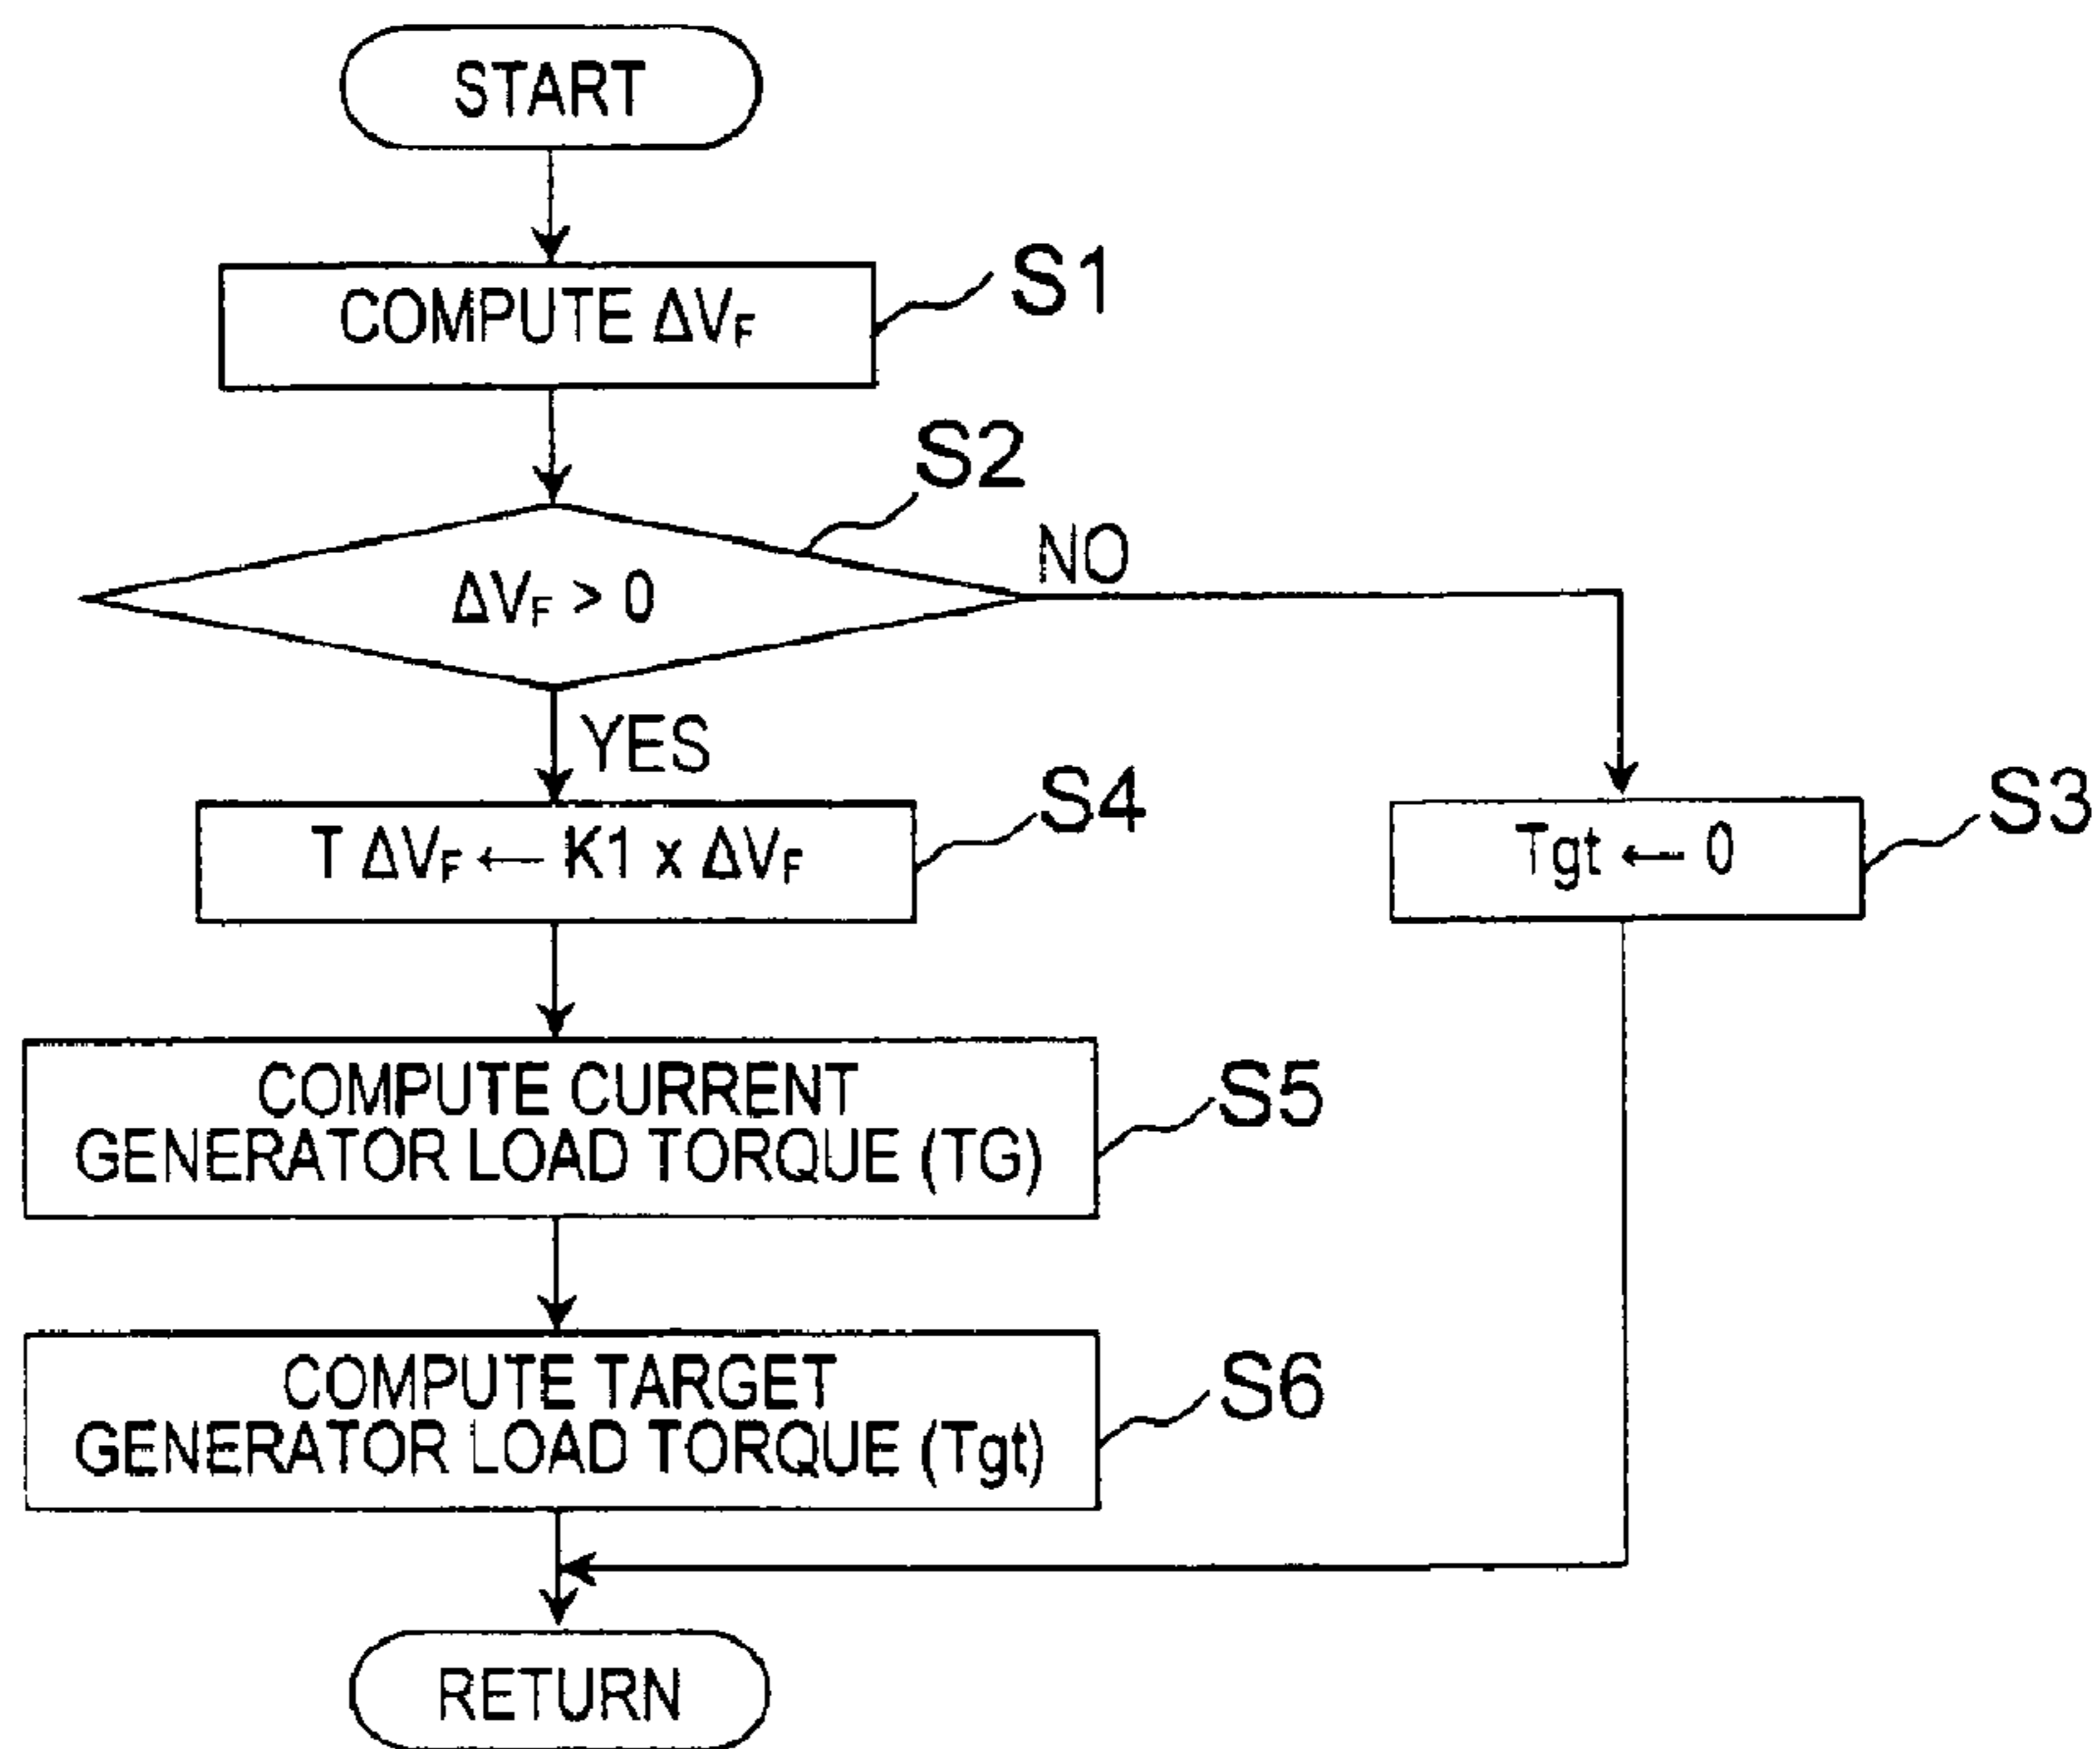 START
COMPUTE ΔVF
S1
S2
ΔVF > 0
NO
YES
T ΔVF ← K1 x ΔVF
S4
Tgt ← 0
S3
COMPUTE CURRENT
GENERATOR LOAD TORQUE (TG)
S5
COMPUTE TARGET
GENERATOR LOAD TORQUE (Tgt)
S6
RETURN